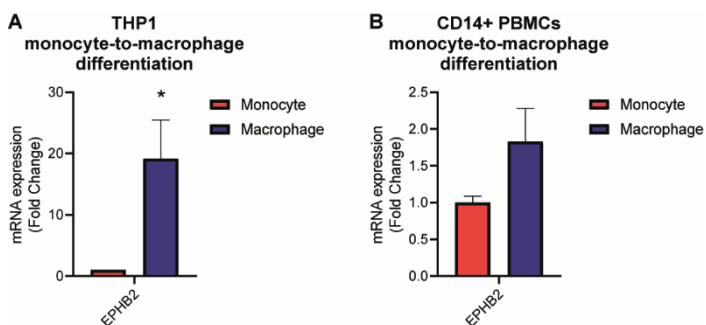 A
THP1
monocyte-to-macrophage
differentiation
mRNA expression
(Fold Change)
30
20
10
0
*
Monocyte
Macrophage
EPHB2
B
CD14+ PBMCs
monocyte-to-macrophage
differentiation
mRNA expression
(Fold Change)
2.5
2.0
1.5
1.0
0.5
0.0
Monocyte
Macrophage
EPHB2